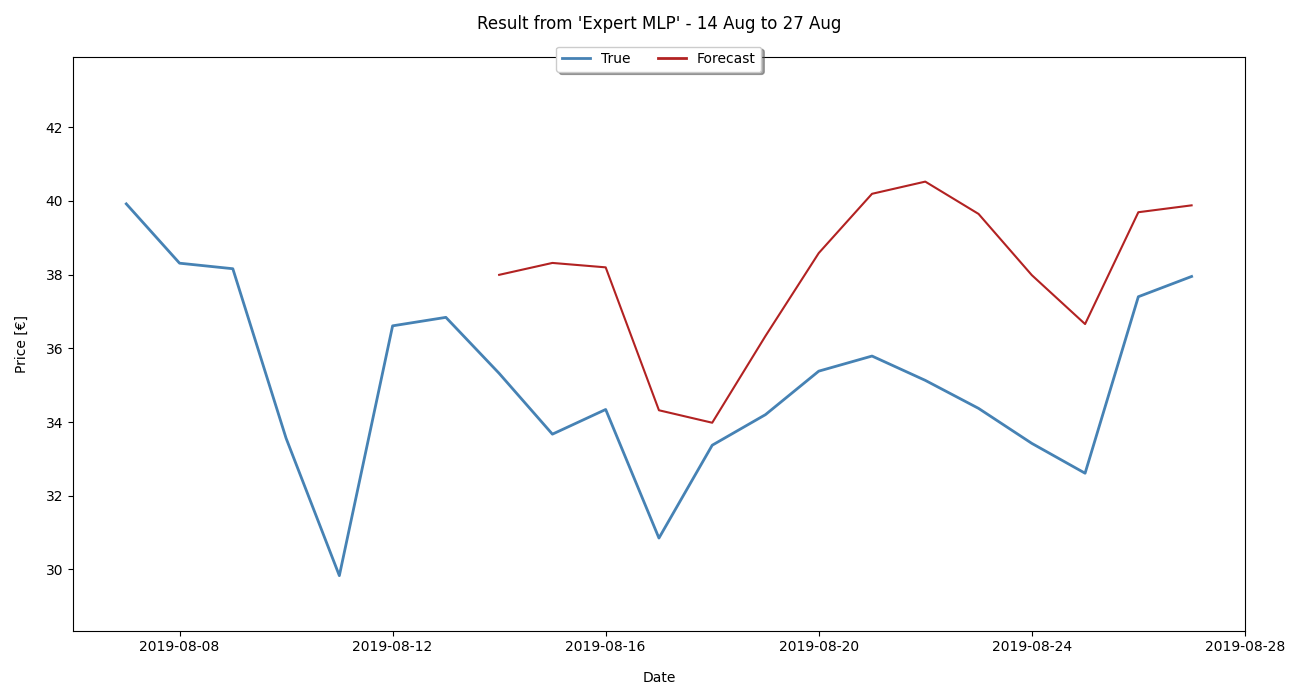 Result from 'Expert MLP' - 14 Aug to 27 Aug
True Forecast
42
40
38
36
34
32
30
Price [€]
2019-08-08 2019-08-12 2019-08-16 2019-08-20 2019-08-24 2019-08-28
Date